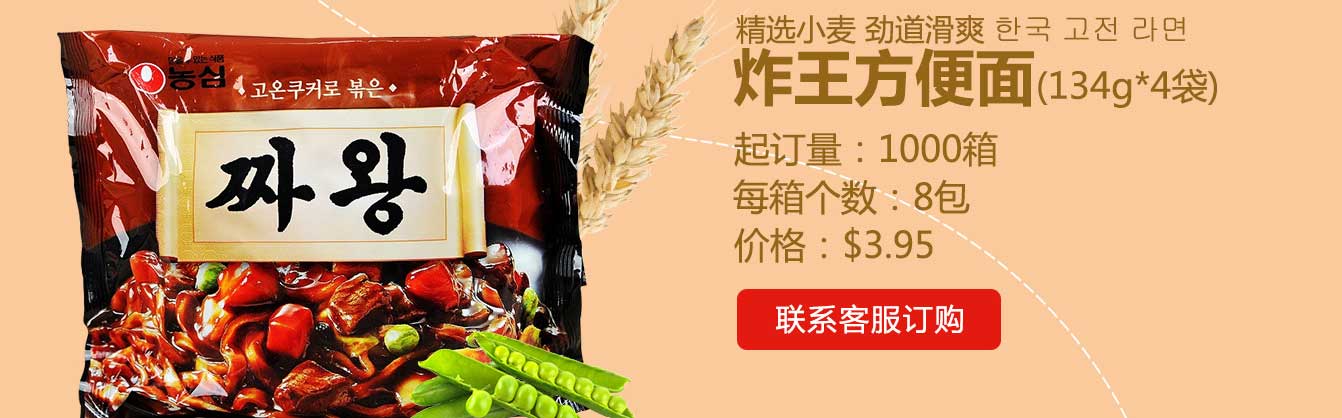 농심
고온쿠커로 볶은
짜왕
精选小麦 劲道滑爽 한국 고전 라면
炸王方便面(134g*4袋)
起订量：1000箱
每箱个数：8包
价格：$3.95
联系客服订购